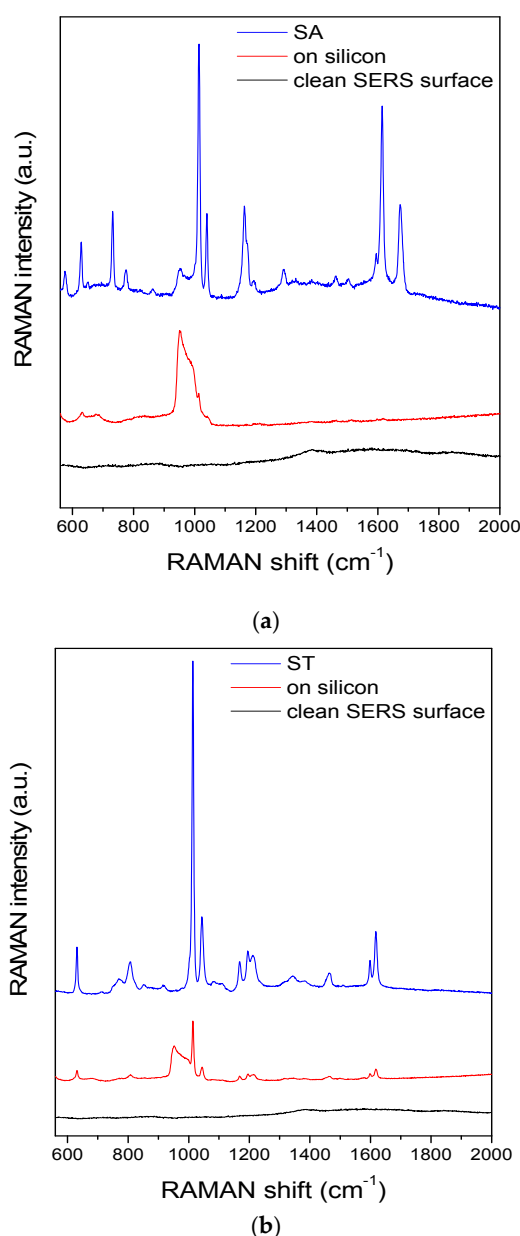 SA
on silicon
clean SERS surface
RAMAN intensity (a.u.)
600 800 1000 1200 1400 1600 1800 2000
RAMAN shift (cm⁻¹)
(a)
ST
on silicon
clean SERS surface
RAMAN intensity (a.u.)
600 800 1000 1200 1400 1600 1800 2000
RAMAN shift (cm⁻¹)
(b)